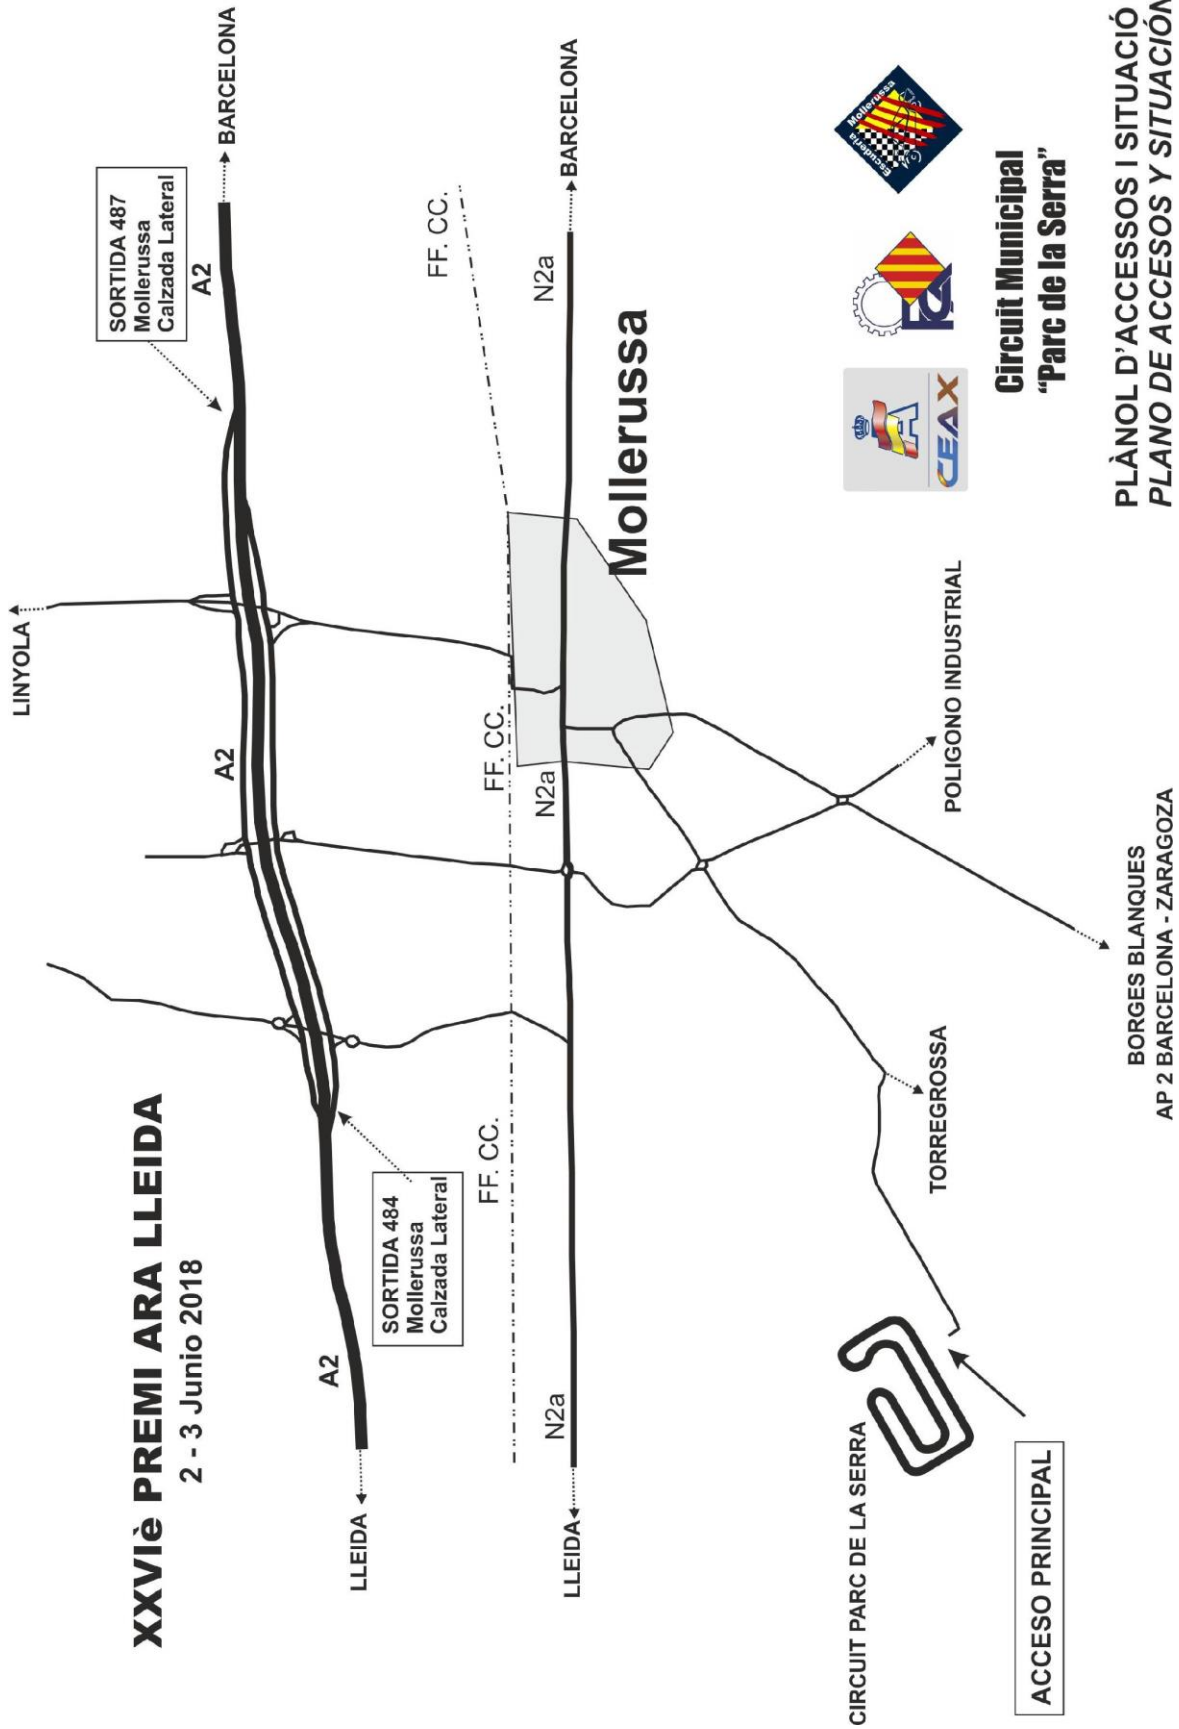 XXVIè PREMI ARA LLEIDA
2 - 3 Junio 2018
LINYOLA
SORTIDA 487
Mollerussa
Calzada Lateral
A2
BARCELONA
A2
A2
LLEIDA
SORTIDA 484
Mollerussa
Calzada Lateral
FF. CC.
FF. CC.
FF. CC.
N2a
N2a
N2a
LLEIDA
BARCELONA
Mollerussa
CIRCUIT PARC DE LA SERRA
TORREGROSSA
POLIGONO INDUSTRIAL
ACCESO PRINCIPAL
BORGES BLANQUES
AP 2 BARCELONA - ZARAGOZA
CEAX
FCA
Escuderia Mollerussa
Circuit Municipal
“Parc de la Serra”
PLÀNOL D’ACCESSOS I SITUACIÓ
PLANO DE ACCESOS Y SITUACIÓN